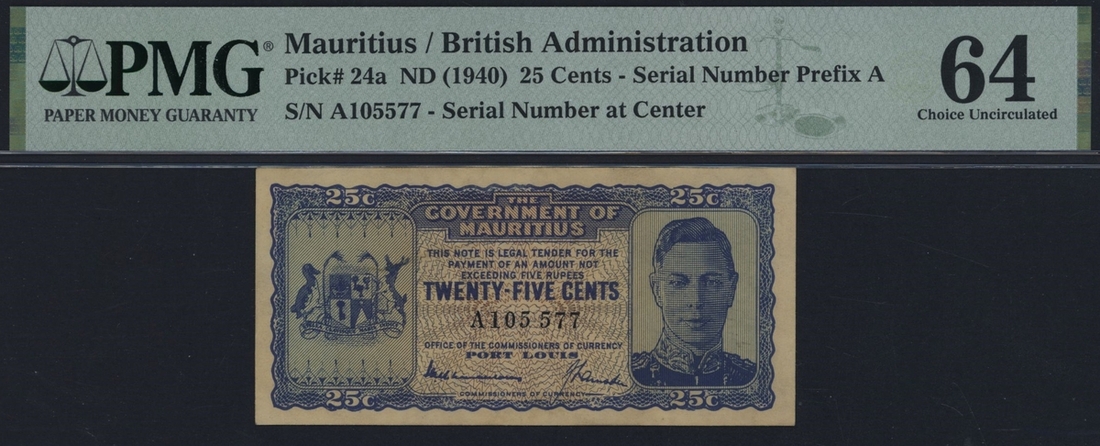 PMG®
PAPER MONEY GUARANTY
Mauritius / British Administration
Pick# 24a ND (1940) 25 Cents - Serial Number Prefix A
S/N A105577 - Serial Number at Center
64
Choice Uncirculated
25c
25c
THE
GOVERNMENT OF
MAURITIUS
THIS NOTE IS LEGAL TENDER FOR THE
PAYMENT OF AN AMOUNT NOT
EXCEEDING FIVE RUPEES
TWENTY-FIVE CENTS
A105577
OFFICE OF THE COMMISSIONERS OF CURRENCY
PORT LOUIS
COMMISSIONERS OF CURRENCY
25c
25c